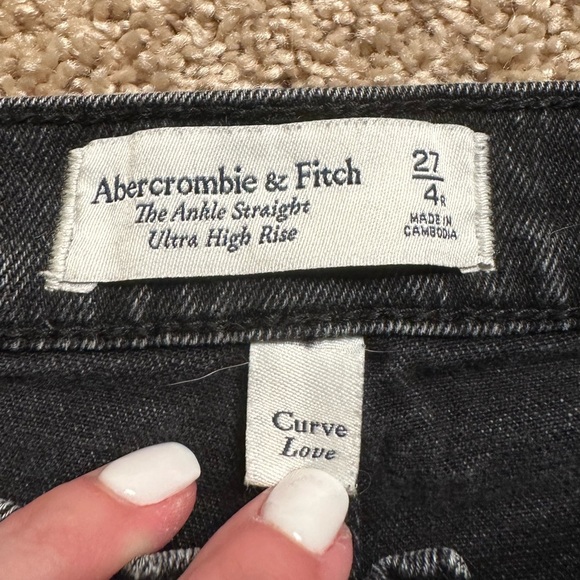 Abercrombie & Fitch
The Ankle Straight
Ultra High Rise
27
4R
MADE IN
CAMBODIA
Curve
Love